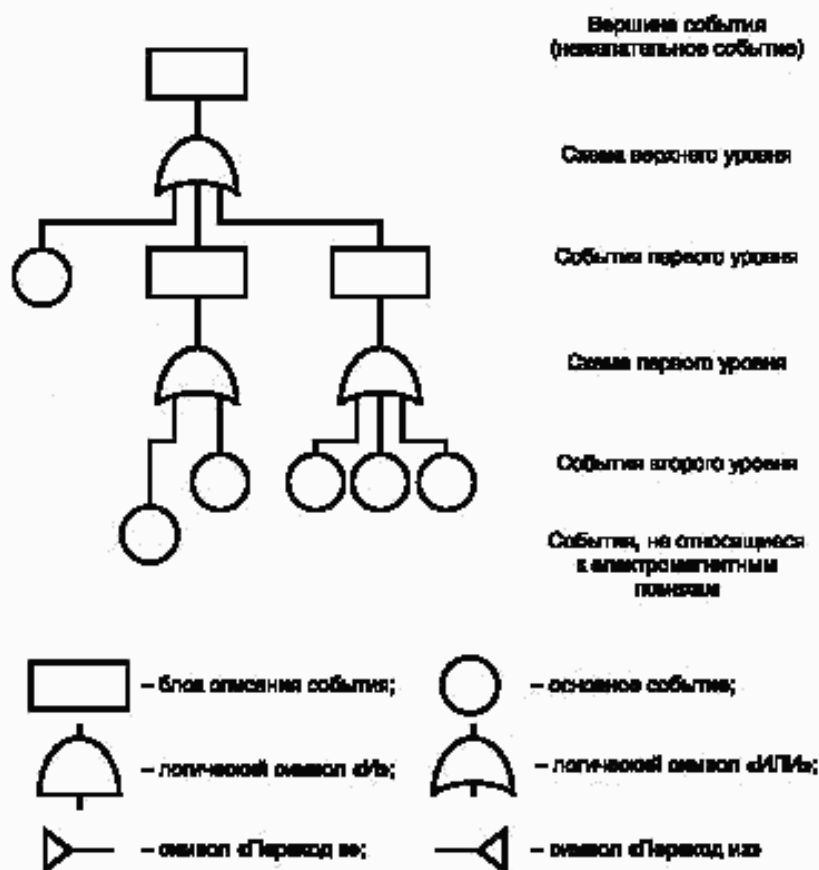 Вершина события
(нежелательное событие)
Схема верхнего уровня
События первого уровня
Схема первого уровня
События второго уровня
События, не относящиеся
к электромагнитным
помехам
– блок описания события;
– основное событие;
– логический символ «И»;
– логический символ «ИЛИ»;
– символ «Переход в»;
– символ «Переход из»